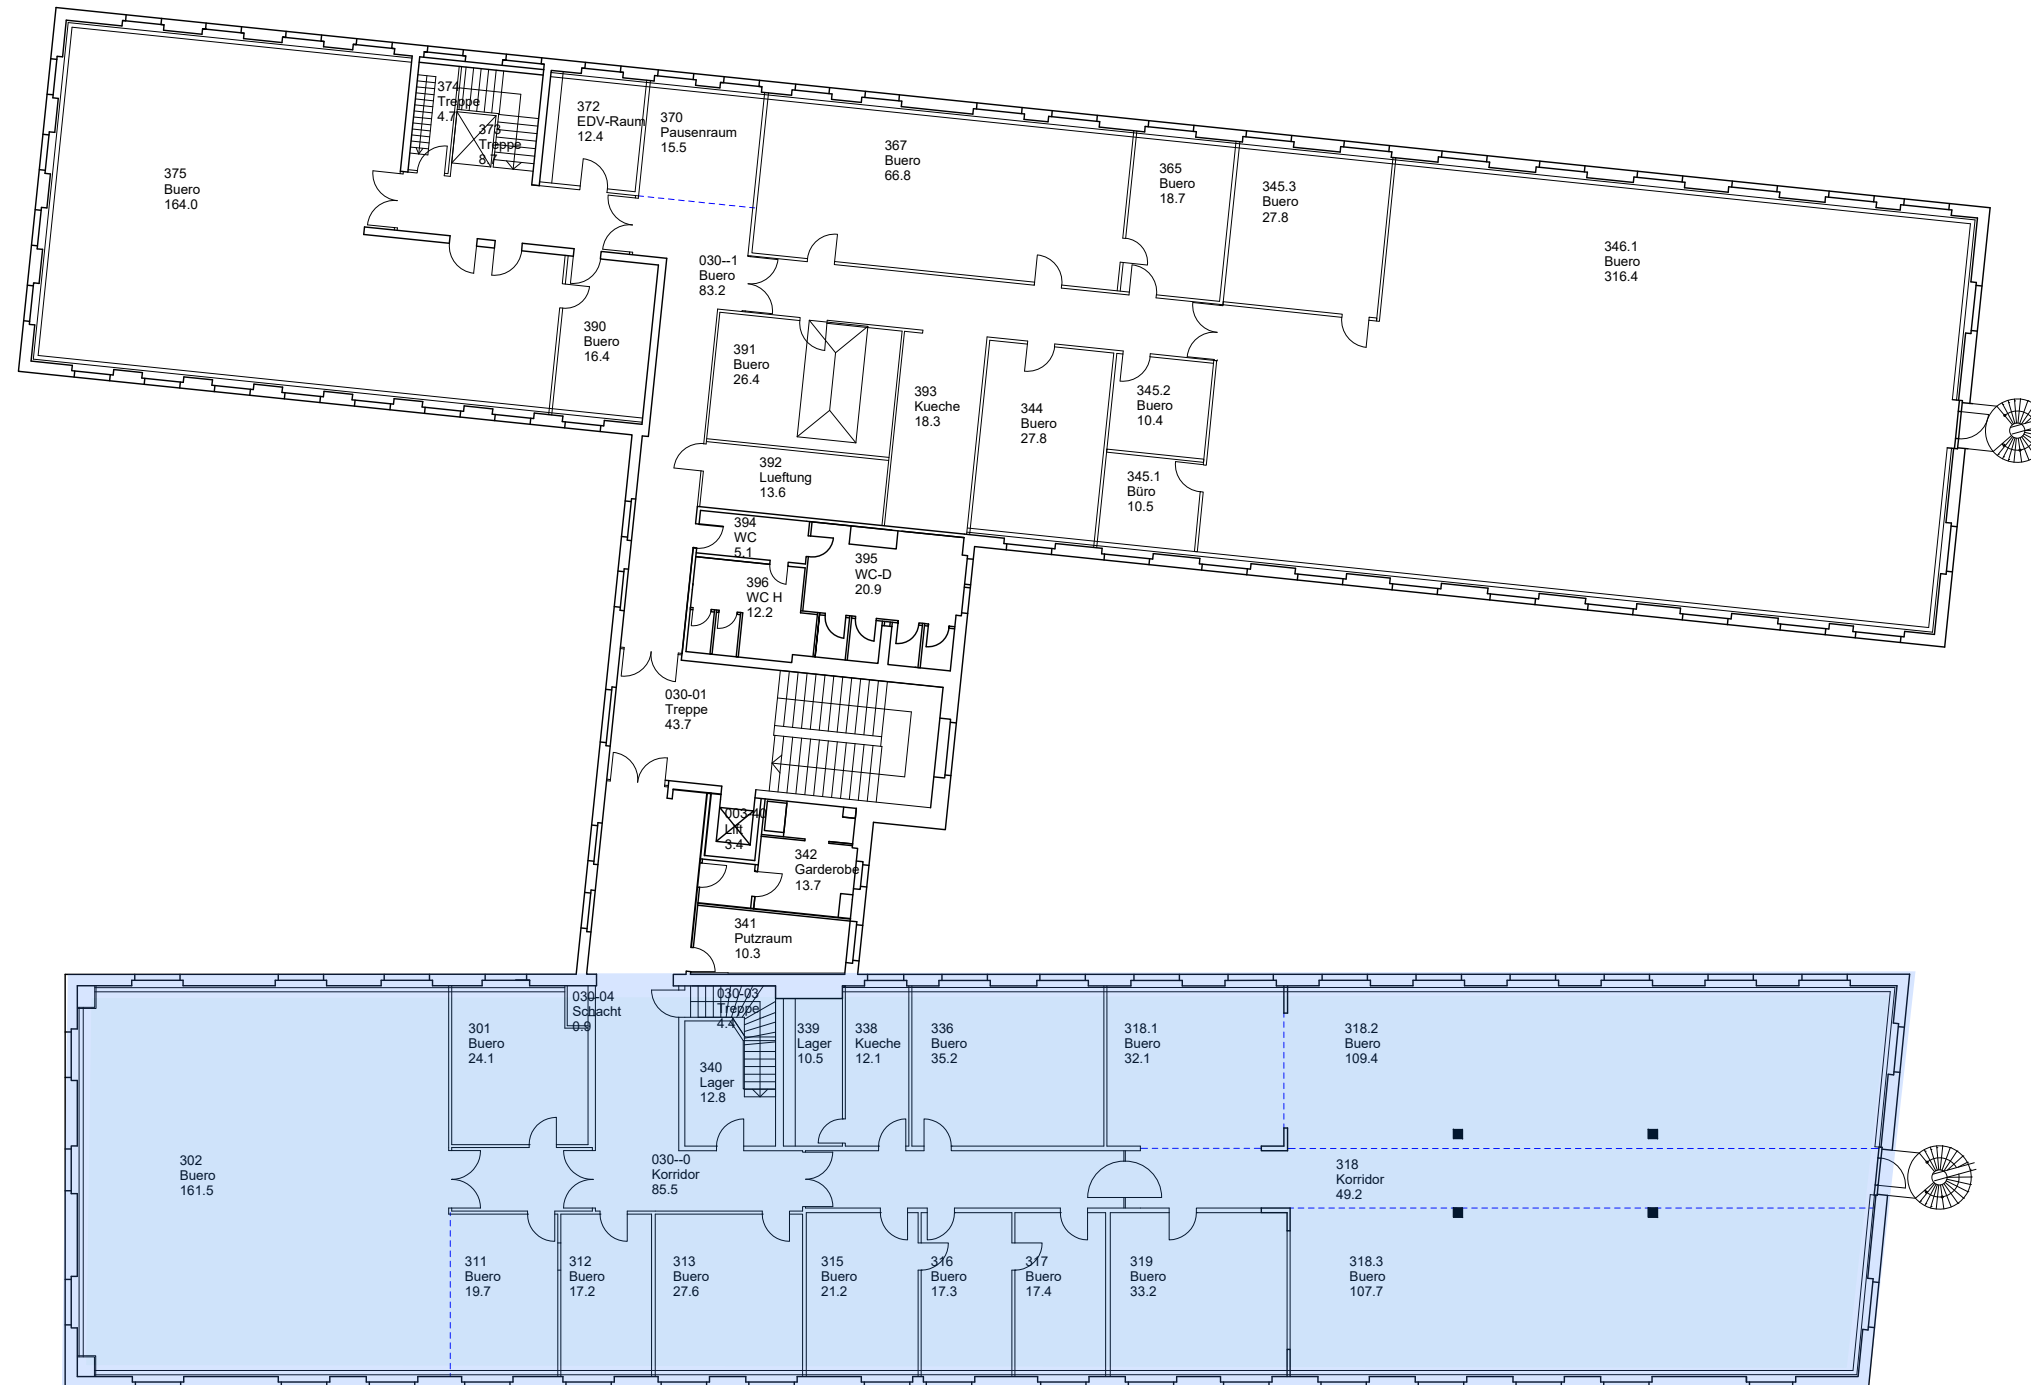 374
Treppe
4.7
373
Treppe
8.7
372
EDV-Raum
12.4
370
Pausenraum
15.5
367
Buero
66.8
365
Buero
18.7
345.3
Buero
27.8
346.1
Buero
316.4
375
Buero
164.0
030--1
Buero
83.2
390
Buero
16.4
391
Buero
26.4
393
Kueche
18.3
344
Buero
27.8
345.2
Buero
10.4
345.1
Büro
10.5
392
Lueftung
13.6
394
WC
5.1
395
WC-D
20.9
396
WC H
12.2
030-01
Treppe
43.7
003-40
Lift
3.4
342
Garderobe
13.7
341
Putzraum
10.3
030-04
Schacht
0.9
030-03
Treppe
4.4
301
Buero
24.1
340
Lager
12.8
339
Lager
10.5
338
Kueche
12.1
336
Buero
35.2
318.1
Buero
32.1
318.2
Buero
109.4
302
Buero
161.5
030--0
Korridor
85.5
318
Korridor
49.2
311
Buero
19.7
312
Buero
17.2
313
Buero
27.6
315
Buero
21.2
316
Buero
17.3
317
Buero
17.4
319
Buero
33.2
318.3
Buero
107.7